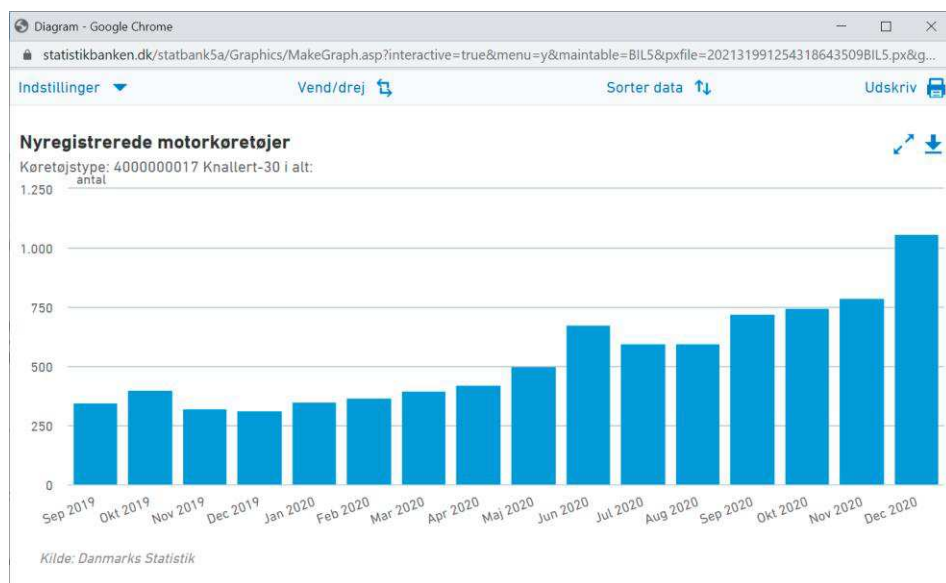 Diagram - Google Chrome
statistikbanken.dk/statbank5a/Graphics/MakeGraph.asp?interactive=true&menu=y&maintable=BIL5&pxfile=202131991254318643509BIL5.px&g...
Indstillinger Vend/drej Sorter data Udskriv
Nyregistrerede motorkøretøjer
Køretøjstype: 4000000017 Knallert-30 i alt:
antal
1.250
1.000
750
500
250
0
Sep 2019 Okt 2019 Nov 2019 Dec 2019 Jan 2020 Feb 2020 Mar 2020 Apr 2020 Maj 2020 Jun 2020 Jul 2020 Aug 2020 Sep 2020 Okt 2020 Nov 2020 Dec 2020
Kilde: Danmarks Statistik